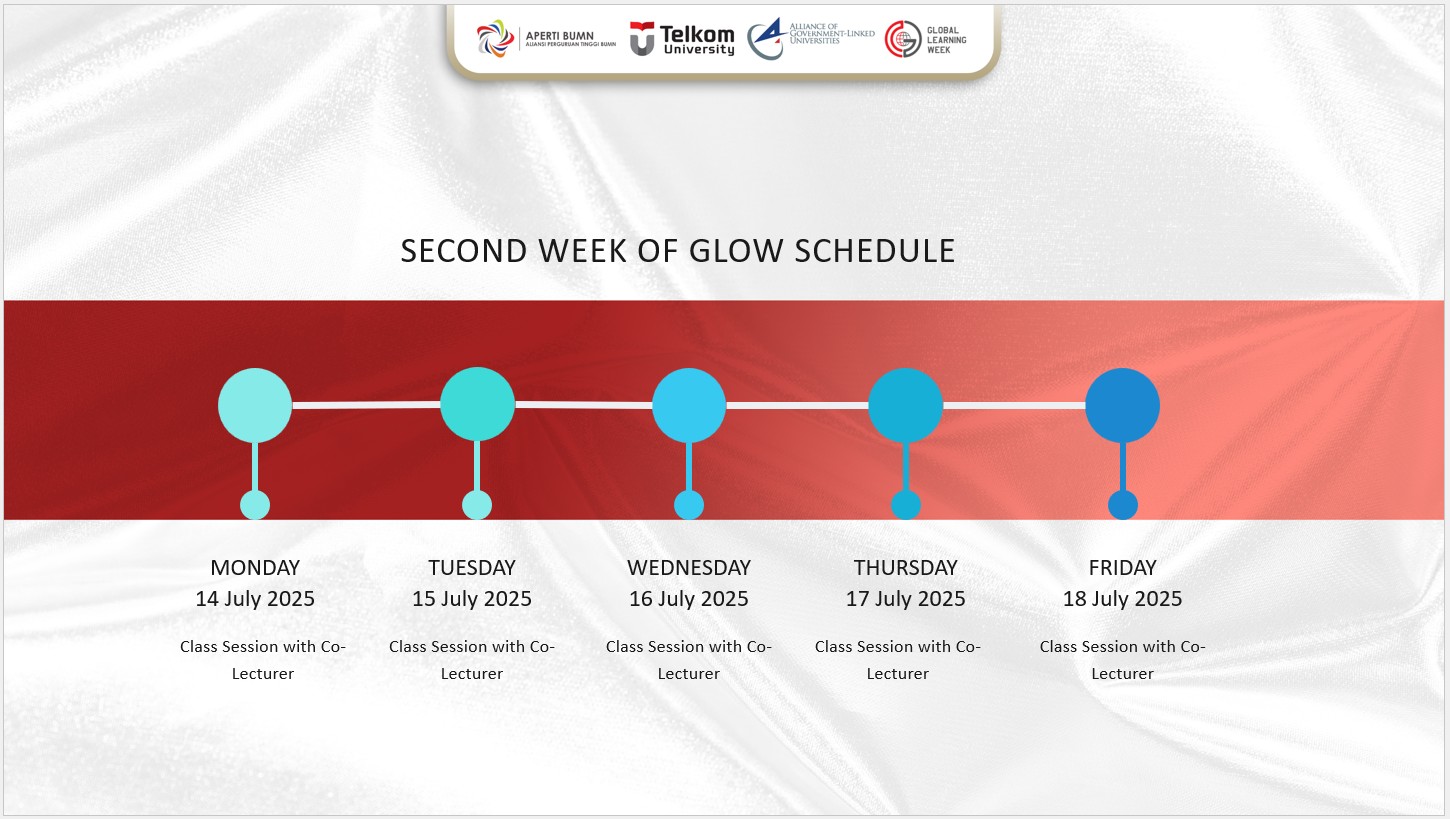 APERTI BUMN
ALIANSI PERGURUAN TINGGI BUMN
Telkom
University
ALLIANCE OF
GOVERNMENT-LINKED
UNIVERSITIES
GLOBAL
LEARNING
WEEK
SECOND WEEK OF GLOW SCHEDULE
MONDAY
14 July 2025
Class Session with Co-
Lecturer
TUESDAY
15 July 2025
Class Session with Co-
Lecturer
WEDNESDAY
16 July 2025
Class Session with Co-
Lecturer
THURSDAY
17 July 2025
Class Session with Co-
Lecturer
FRIDAY
18 July 2025
Class Session with Co-
Lecturer